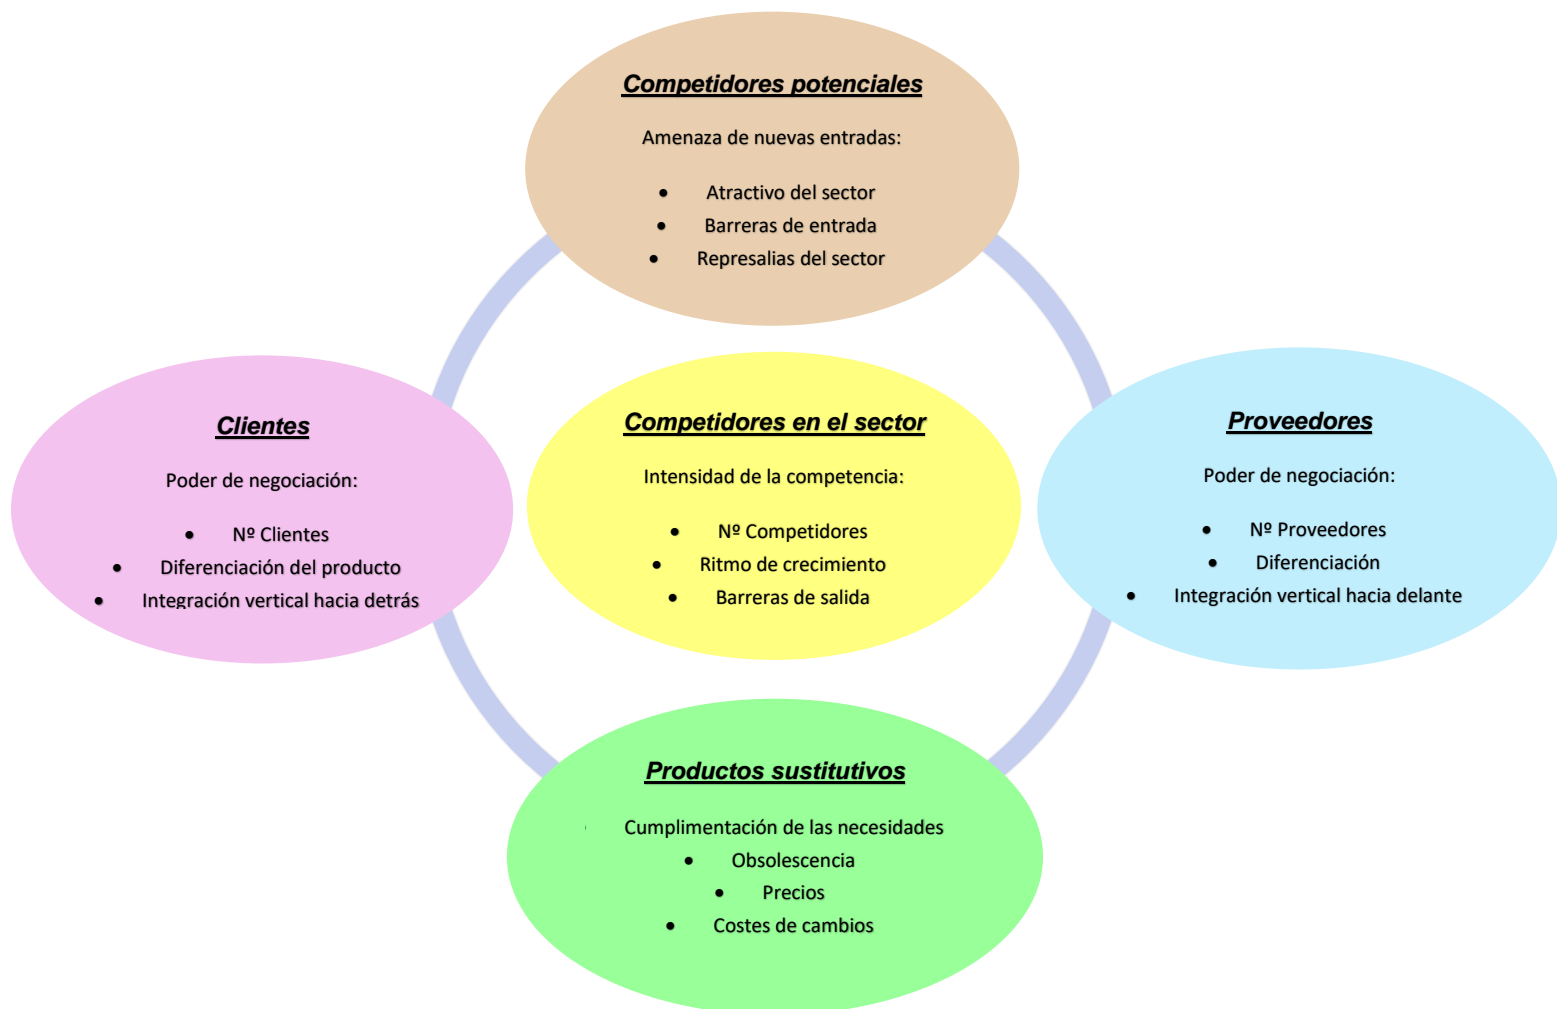 Competidores potenciales
Amenaza de nuevas entradas:
• Atractivo del sector
• Barreras de entrada
• Represalias del sector
Clientes
Poder de negociación:
• Nº Clientes
• Diferenciación del producto
• Integración vertical hacia detrás
Competidores en el sector
Intensidad de la competencia:
• Nº Competidores
• Ritmo de crecimiento
• Barreras de salida
Proveedores
Poder de negociación:
• Nº Proveedores
• Diferenciación
• Integración vertical hacia delante
Productos sustitutivos
Cumplimentación de las necesidades
• Obsolescencia
• Precios
• Costes de cambios